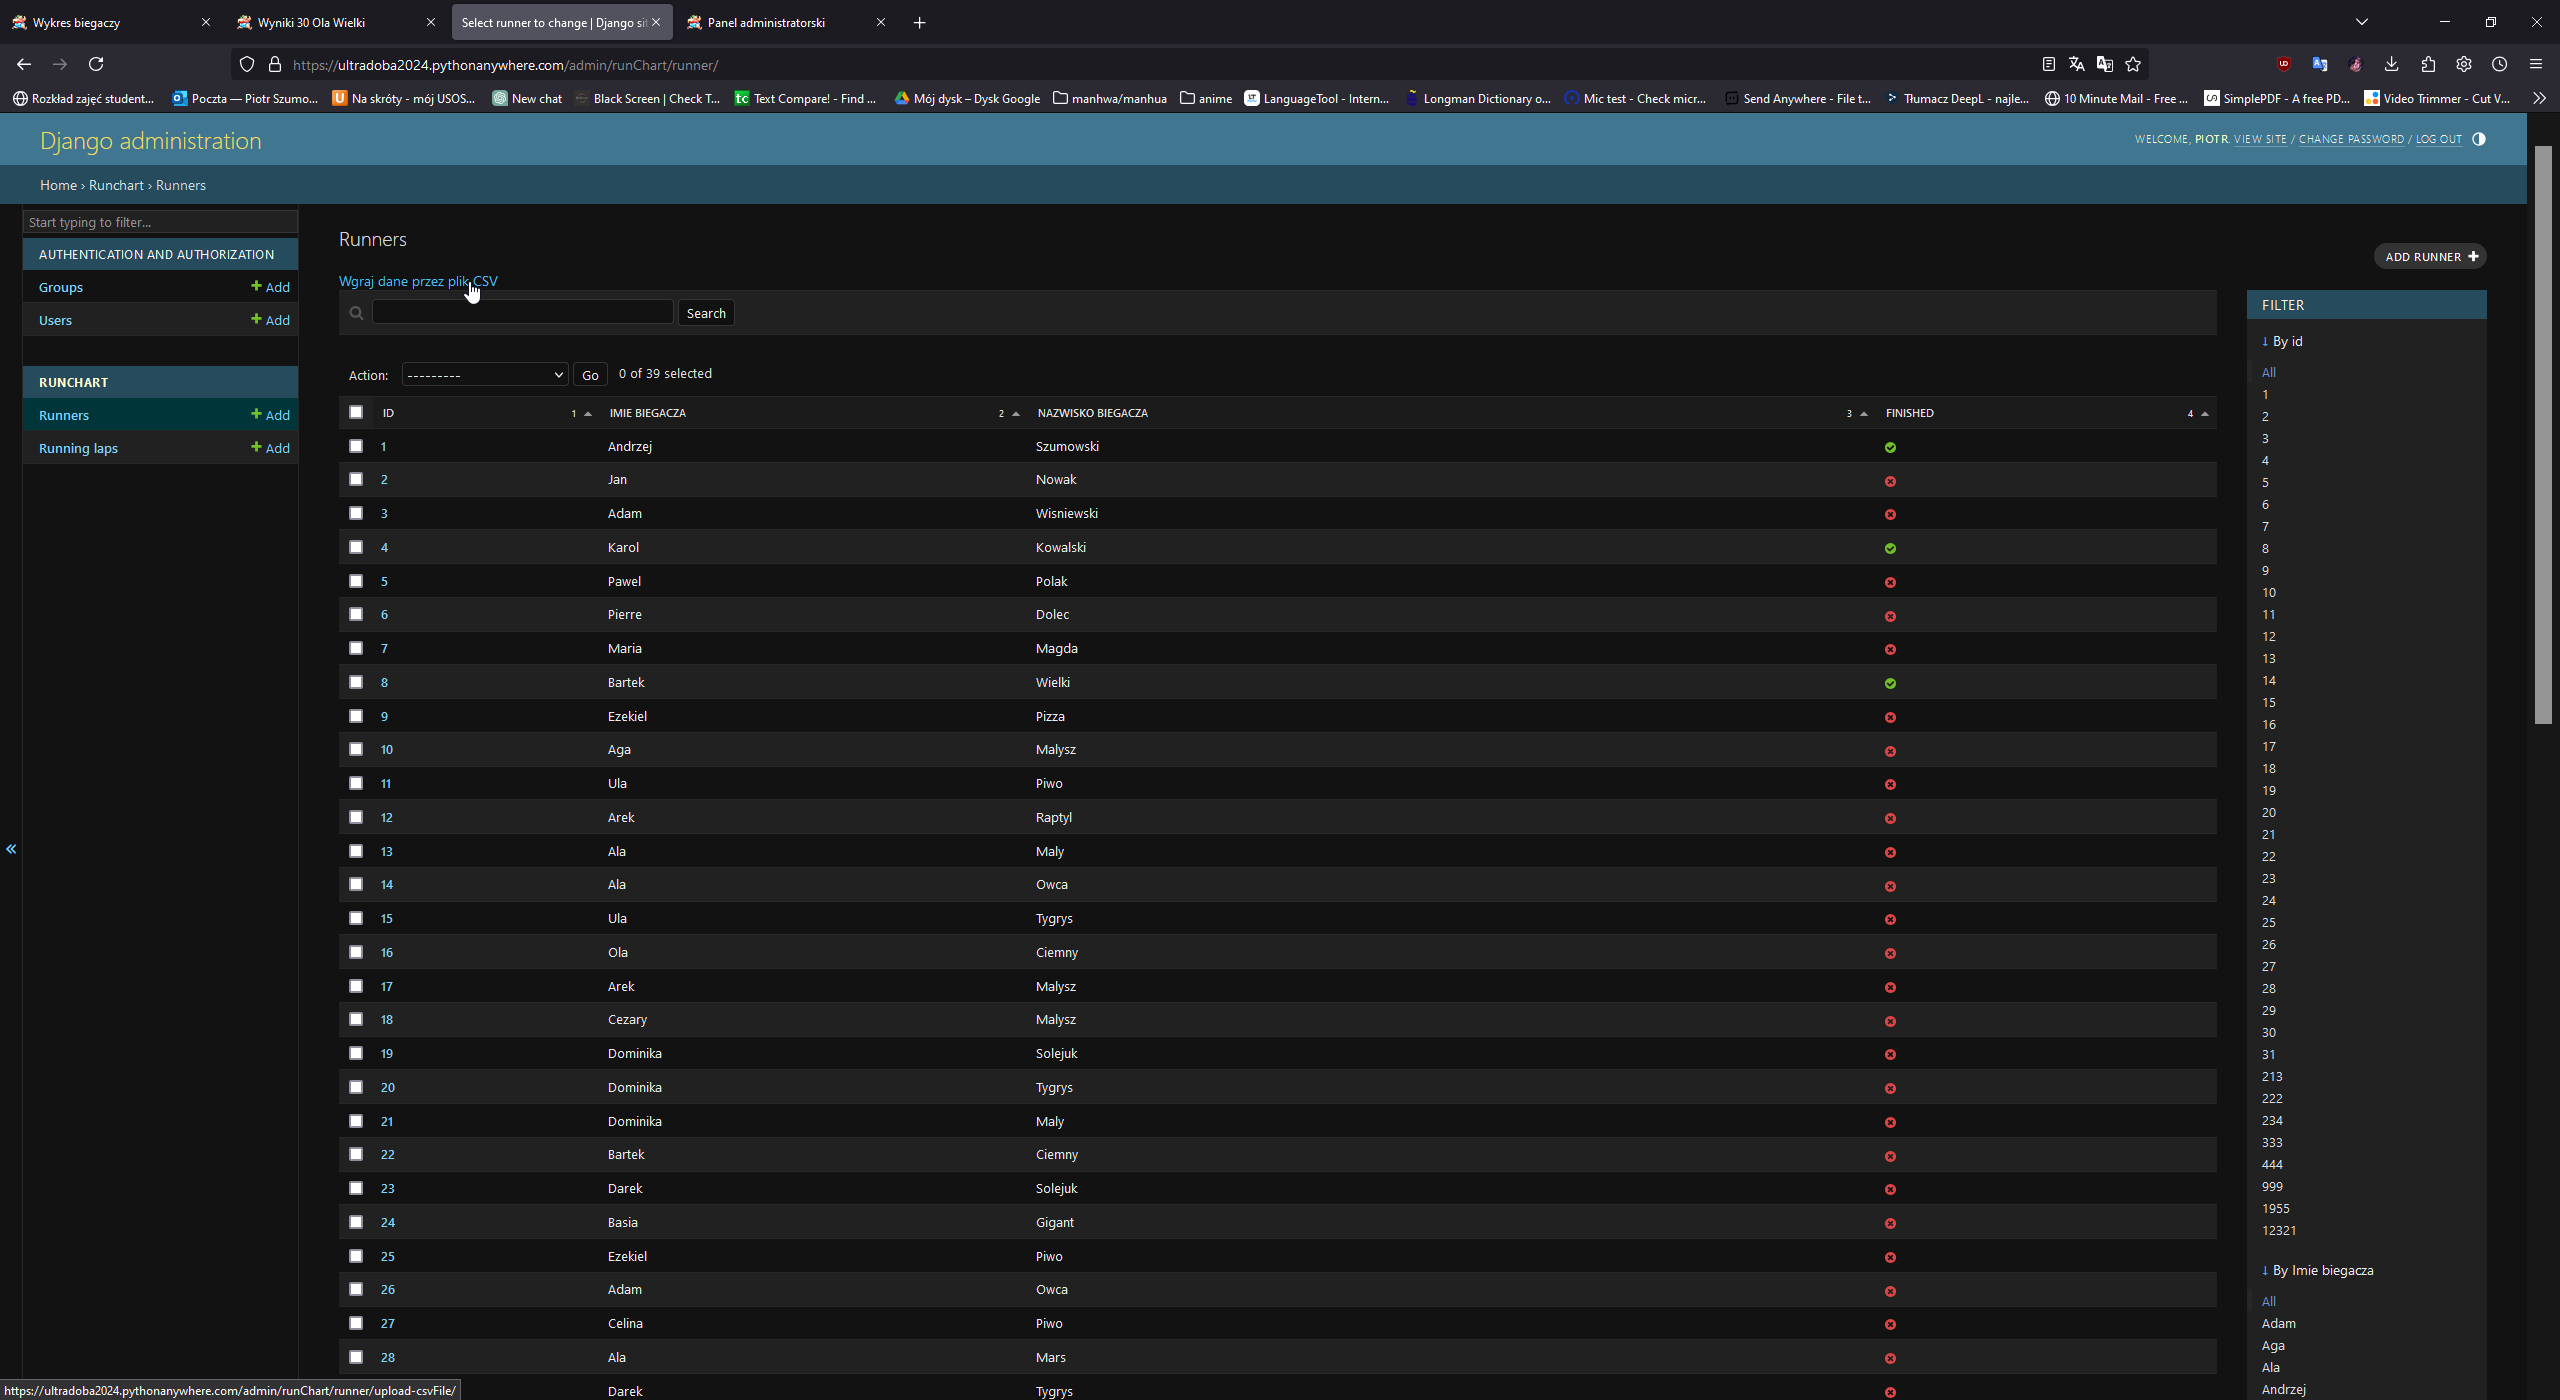 Wykres biegaczy
Wyniki 30 Ola Wielki
Select runner to change | Django sit
Panel administratorski
https://ultradoba2024.pythonanywhere.com/admin/runChart/runner/
Rozkład zajęć student...
Poczta — Piotr Szumo...
Na skróty - mój USOS...
New chat
Black Screen | Check T...
Text Compare! - Find ...
Mój dysk – Dysk Google
manhwa/manhua
anime
LanguageTool - Intern...
Longman Dictionary o...
Mic test - Check micr...
Send Anywhere - File t...
Tłumacz DeepL - najle...
10 Minute Mail - Free ...
SimplePDF - A free PD...
Video Trimmer - Cut V...
Django administration
WELCOME, PIOTR. VIEW SITE / CHANGE PASSWORD / LOG OUT
Home › Runchart › Runners
Start typing to filter...
AUTHENTICATION AND AUTHORIZATION
Groups + Add
Users + Add
RUNCHART
Runners + Add
Running laps + Add
«
Runners
ADD RUNNER +
Wgraj dane przez plik CSV
Search
Action: --------- Go 0 of 39 selected
ID 1 IMIE BIEGACZA 2 NAZWISKO BIEGACZA 3 FINISHED 4
1 Andrzej Szumowski
2 Jan Nowak
3 Adam Wisniewski
4 Karol Kowalski
5 Pawel Polak
6 Pierre Dolec
7 Maria Magda
8 Bartek Wielki
9 Ezekiel Pizza
10 Aga Malysz
11 Ula Piwo
12 Arek Raptyl
13 Ala Maly
14 Ala Owca
15 Ula Tygrys
16 Ola Ciemny
17 Arek Malysz
18 Cezary Malysz
19 Dominika Solejuk
20 Dominika Tygrys
21 Dominika Maly
22 Bartek Ciemny
23 Darek Solejuk
24 Basia Gigant
25 Ezekiel Piwo
26 Adam Owca
27 Celina Piwo
28 Ala Mars
Darek Tygrys
FILTER
↓ By id
All
1
2
3
4
5
6
7
8
9
10
11
12
13
14
15
16
17
18
19
20
21
22
23
24
25
26
27
28
29
30
31
213
222
234
333
444
999
1955
12321
↓ By Imie biegacza
All
Adam
Aga
Ala
Andrzej
https://ultradoba2024.pythonanywhere.com/admin/runChart/runner/upload-csvFile/